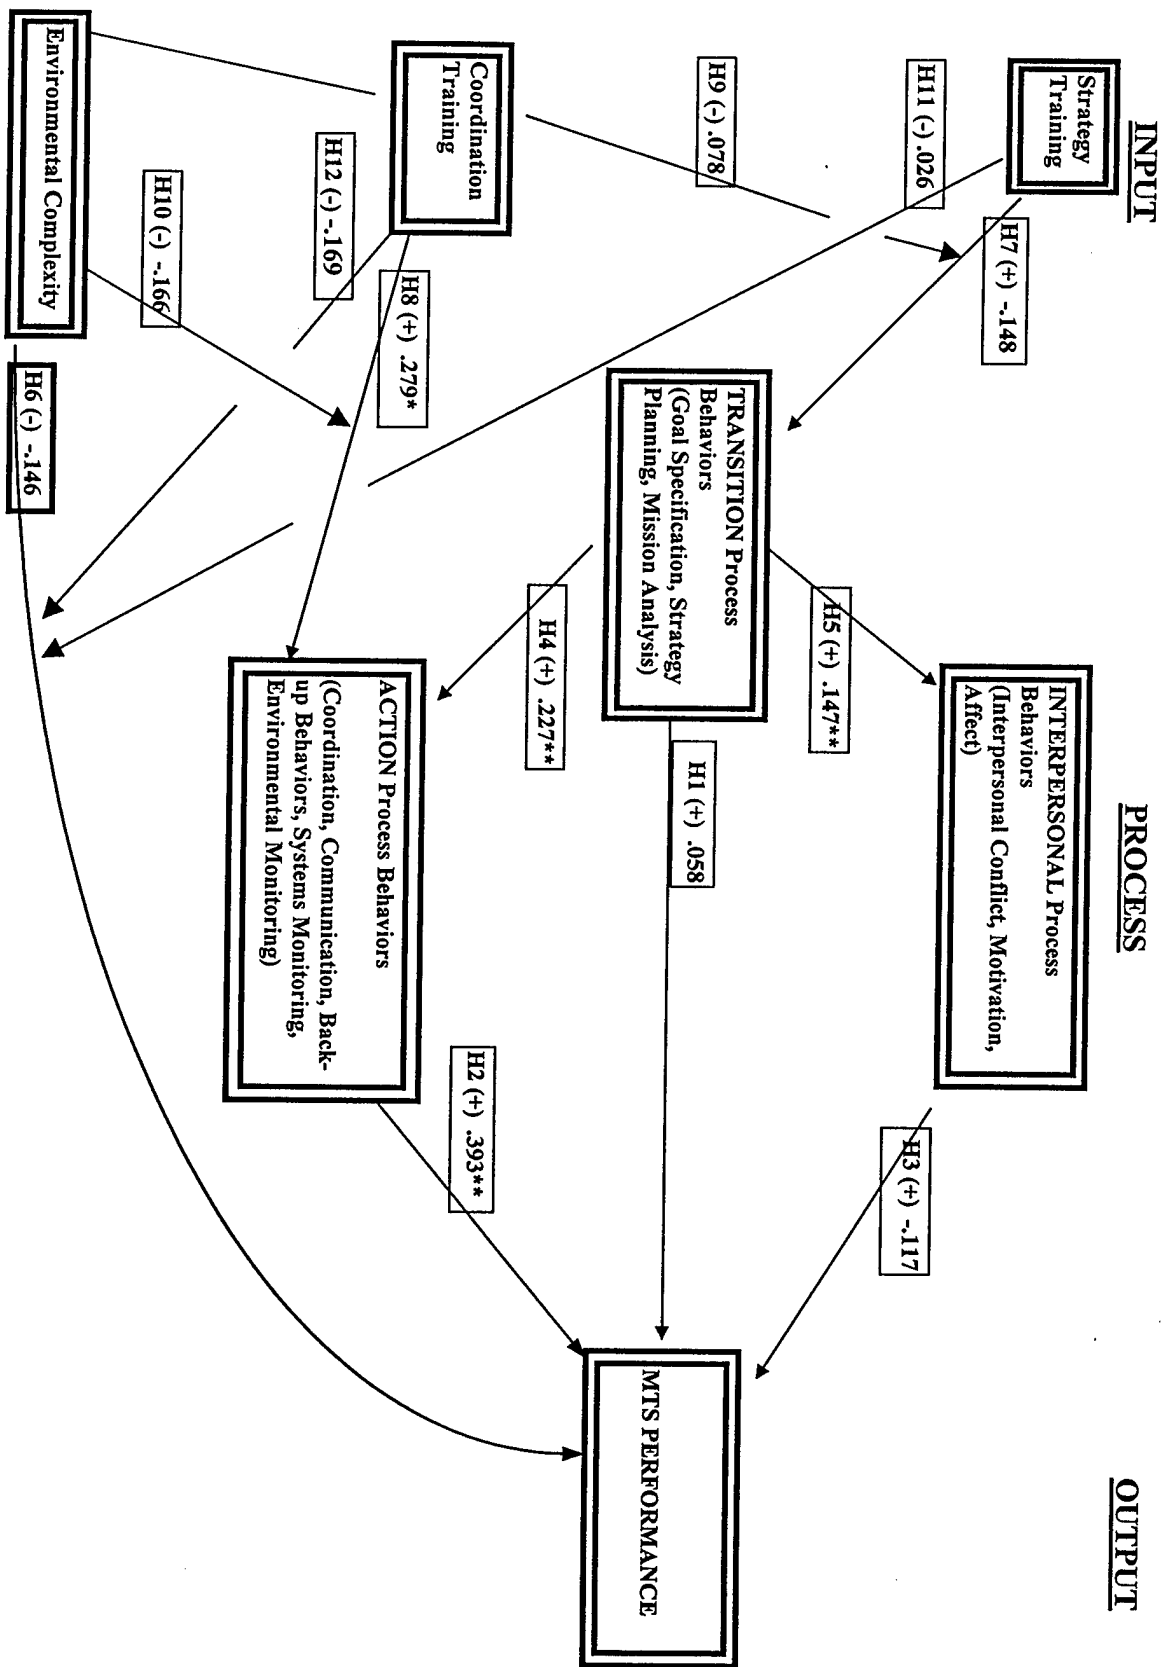 INPUT
PROCESS
OUTPUT
Strategy
Training
H7 (+) -.148
H11 (-) .026
H9 (-) .078
Coordination
Training
H12 (-) -.169
H8 (+) .279*
H10 (-) -.166
Environmental Complexity
H6 (-) -.146
INTERPERSONAL Process
Behaviors
(Interpersonal Conflict, Motivation,
Affect)
H5 (+) .147**
TRANSITION Process
Behaviors
(Goal Specification, Strategy
Planning, Mission Analysis)
H4 (+) .227**
H1 (+) .058
ACTION Process Behaviors
(Coordination, Communication, Back-
up Behaviors, Systems Monitoring,
Environmental Monitoring)
H3 (+) -.117
H2 (+) .393**
MTS PERFORMANCE